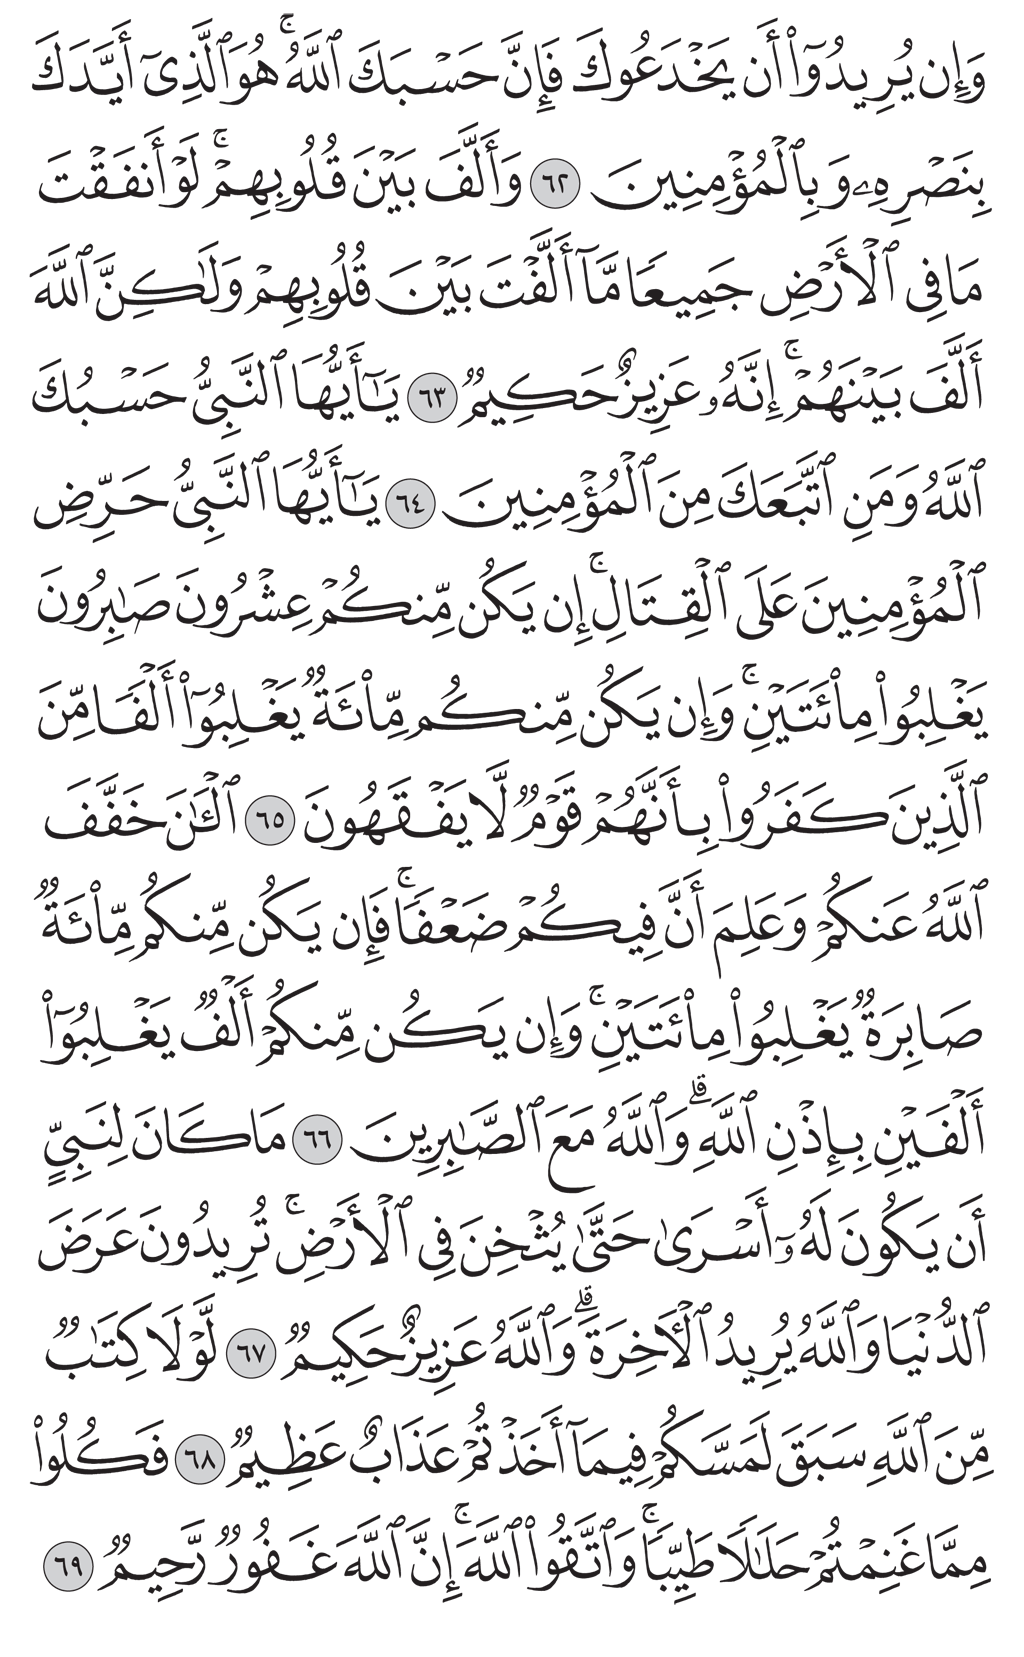 وَإِن يُرِيدُوٓا۟ أَن يَخْدَعُوكَ فَإِنَّ حَسْبَكَ ٱللَّهُ ۚ هُوَ ٱلَّذِىٓ أَيَّدَكَ
بِنَصْرِهِۦ وَبِٱلْمُؤْمِنِينَ ٦٢ وَأَلَّفَ بَيْنَ قُلُوبِهِمْ ۚ لَوْ أَنفَقْتَ
مَا فِى ٱلْأَرْضِ جَمِيعًا مَّآ أَلَّفْتَ بَيْنَ قُلُوبِهِمْ وَلَـٰكِنَّ ٱللَّهَ
أَلَّفَ بَيْنَهُمْ ۚ إِنَّهُۥ عَزِيزٌ حَكِيمٌ ٦٣ يَـٰٓأَيُّهَا ٱلنَّبِىُّ حَسْبُكَ
ٱللَّهُ وَمَنِ ٱتَّبَعَكَ مِنَ ٱلْمُؤْمِنِينَ ٦٤ يَـٰٓأَيُّهَا ٱلنَّبِىُّ حَرِّضِ
ٱلْمُؤْمِنِينَ عَلَى ٱلْقِتَالِ ۚ إِن يَكُن مِّنكُمْ عِشْرُونَ صَـٰبِرُونَ
يَغْلِبُوا۟ مِا۟ئَتَيْنِ ۚ وَإِن يَكُن مِّنكُم مِّا۟ئَةٌ يَغْلِبُوٓا۟ أَلْفًا مِّنَ
ٱلَّذِينَ كَفَرُوا۟ بِأَنَّهُمْ قَوْمٌ لَّا يَفْقَهُونَ ٦٥ ٱلْـَٔـٰنَ خَفَّفَ
ٱللَّهُ عَنكُمْ وَعَلِمَ أَنَّ فِيكُمْ ضَعْفًا ۚ فَإِن يَكُن مِّنكُم مِّا۟ئَةٌ
صَابِرَةٌ يَغْلِبُوا۟ مِا۟ئَتَيْنِ ۚ وَإِن يَكُن مِّنكُمْ أَلْفٌ يَغْلِبُوٓا۟
أَلْفَيْنِ بِإِذْنِ ٱللَّهِ ۗ وَٱللَّهُ مَعَ ٱلصَّـٰبِرِينَ ٦٦ مَا كَانَ لِنَبِىٍّ
أَن يَكُونَ لَهُۥٓ أَسْرَىٰ حَتَّىٰ يُثْخِنَ فِى ٱلْأَرْضِ ۚ تُرِيدُونَ عَرَضَ
ٱلدُّنْيَا وَٱللَّهُ يُرِيدُ ٱلْـَٔاخِرَةَ ۗ وَٱللَّهُ عَزِيزٌ حَكِيمٌ ٦٧ لَّوْلَا كِتَـٰبٌ
مِّنَ ٱللَّهِ سَبَقَ لَمَسَّكُمْ فِيمَآ أَخَذْتُمْ عَذَابٌ عَظِيمٌ ٦٨ فَكُلُوا۟
مِمَّا غَنِمْتُمْ حَلَـٰلًا طَيِّبًا ۚ وَٱتَّقُوا۟ ٱللَّهَ ۚ إِنَّ ٱللَّهَ غَفُورٌ رَّحِيمٌ ٦٩